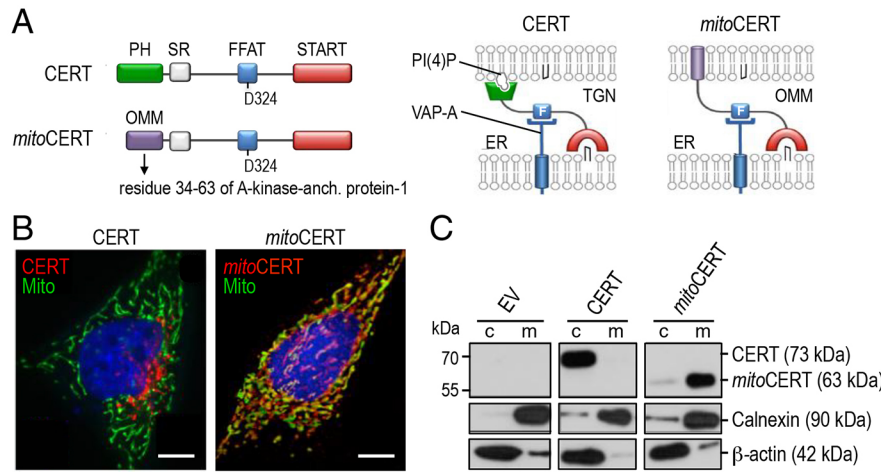 A
CERT
PH SR FFAT START
D324
mitoCERT
OMM
D324
residue 34-63 of A-kinase-anch. protein-1
CERT
mitoCERT
PI(4)P
TGN
OMM
VAP-A
F
F
ER
ER
B
CERT
mitoCERT
CERT
Mito
mitoCERT
Mito
C
EV
CERT
mitoCERT
kDa
c m c m c m
70
55
CERT (73 kDa)
mitoCERT (63 kDa)
Calnexin (90 kDa)
β-actin (42 kDa)